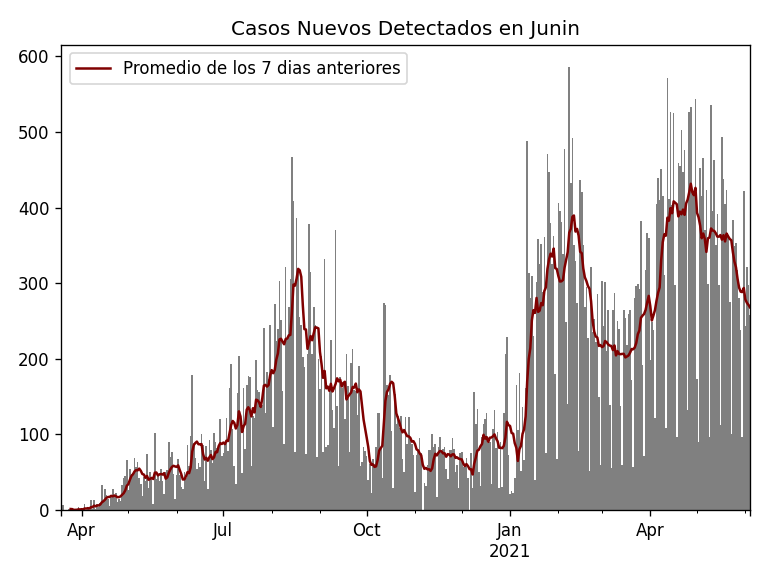 Casos Nuevos Detectados en Junin
Promedio de los 7 dias anteriores
600
500
400
300
200
100
0
Apr Jul Oct Jan Apr
2021